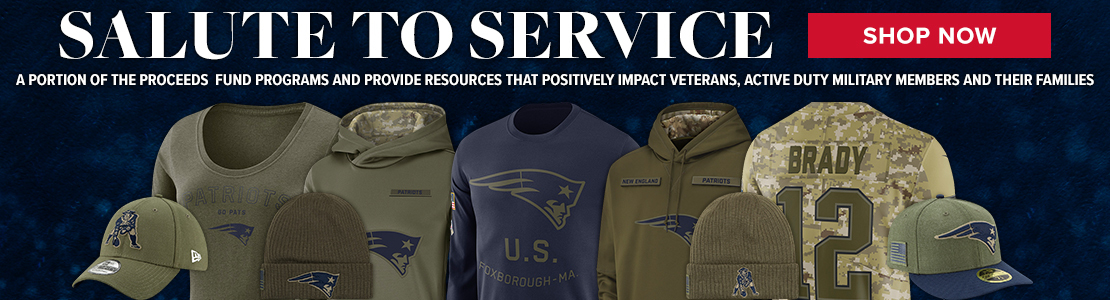 SALUTE TO SERVICE
SHOP NOW
A PORTION OF THE PROCEEDS FUND PROGRAMS AND PROVIDE RESOURCES THAT POSITIVELY IMPACT VETERANS, ACTIVE DUTY MILITARY MEMBERS AND THEIR FAMILIES
PATRIOTS
GO PATS
PATRIOTS
U.S.
FOXBOROUGH - MA.
NEW ENGLAND
PATRIOTS
BRADY
12